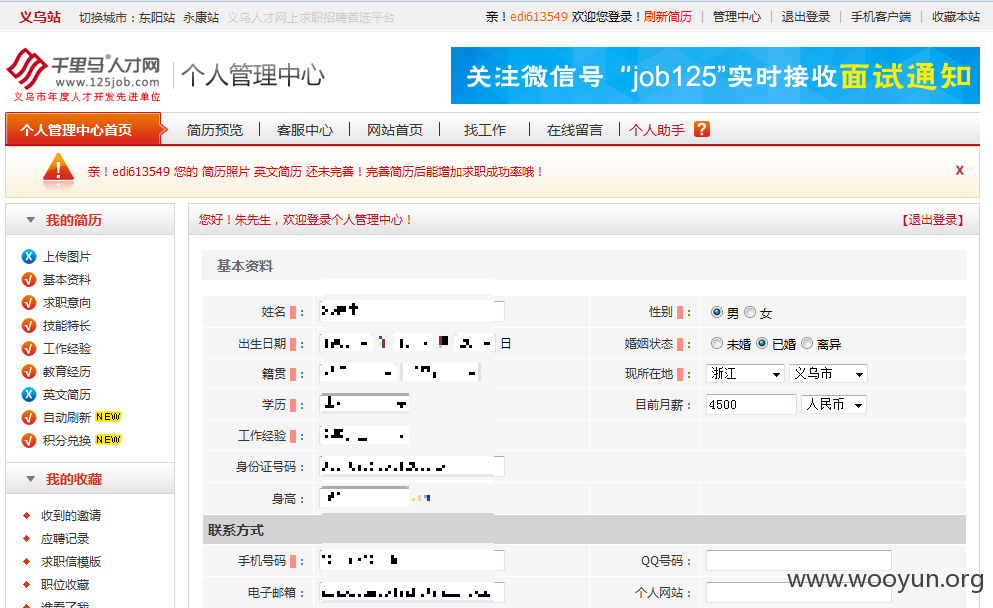 义乌站 切换城市：东阳站 永康站 义乌人才网上求职招聘首选平台 亲！edi613549 欢迎您登录！刷新简历 | 管理中心 | 退出登录 | 手机客户端 | 收藏本站
千里马®人才网
www.125job.com
义乌市年度人才开发先进单位
个人管理中心
关注微信号 “job125”实时接收面试通知
个人管理中心首页 简历预览 | 客服中心 | 网站首页 | 找工作 | 在线留言 | 个人助手 ?
亲！edi613549 您的 简历照片 英文简历 还未完善！完善简历后能增加求职成功率哦！ X
我的简历
上传图片
基本资料
求职意向
技能特长
工作经验
教育经历
英文简历
自动刷新 NEW
积分兑换 NEW
我的收藏
收到的邀请
应聘记录
求职信模版
职位收藏
谁看了我
您好！朱先生，欢迎登录个人管理中心！ 【退出登录】
基本资料
姓名 ： 性别 ： 男 女
出生日期 ： 日 婚姻状态 ： 未婚 已婚 离异
籍贯 ： 现所在地 ： 浙江 义乌市
学历 ： 目前月薪： 4500 人民币
工作经验 ：
身份证号码：
身高：
联系方式
手机号码 ： QQ号码：
电子邮箱： 个人网站：
www.wooyun.org